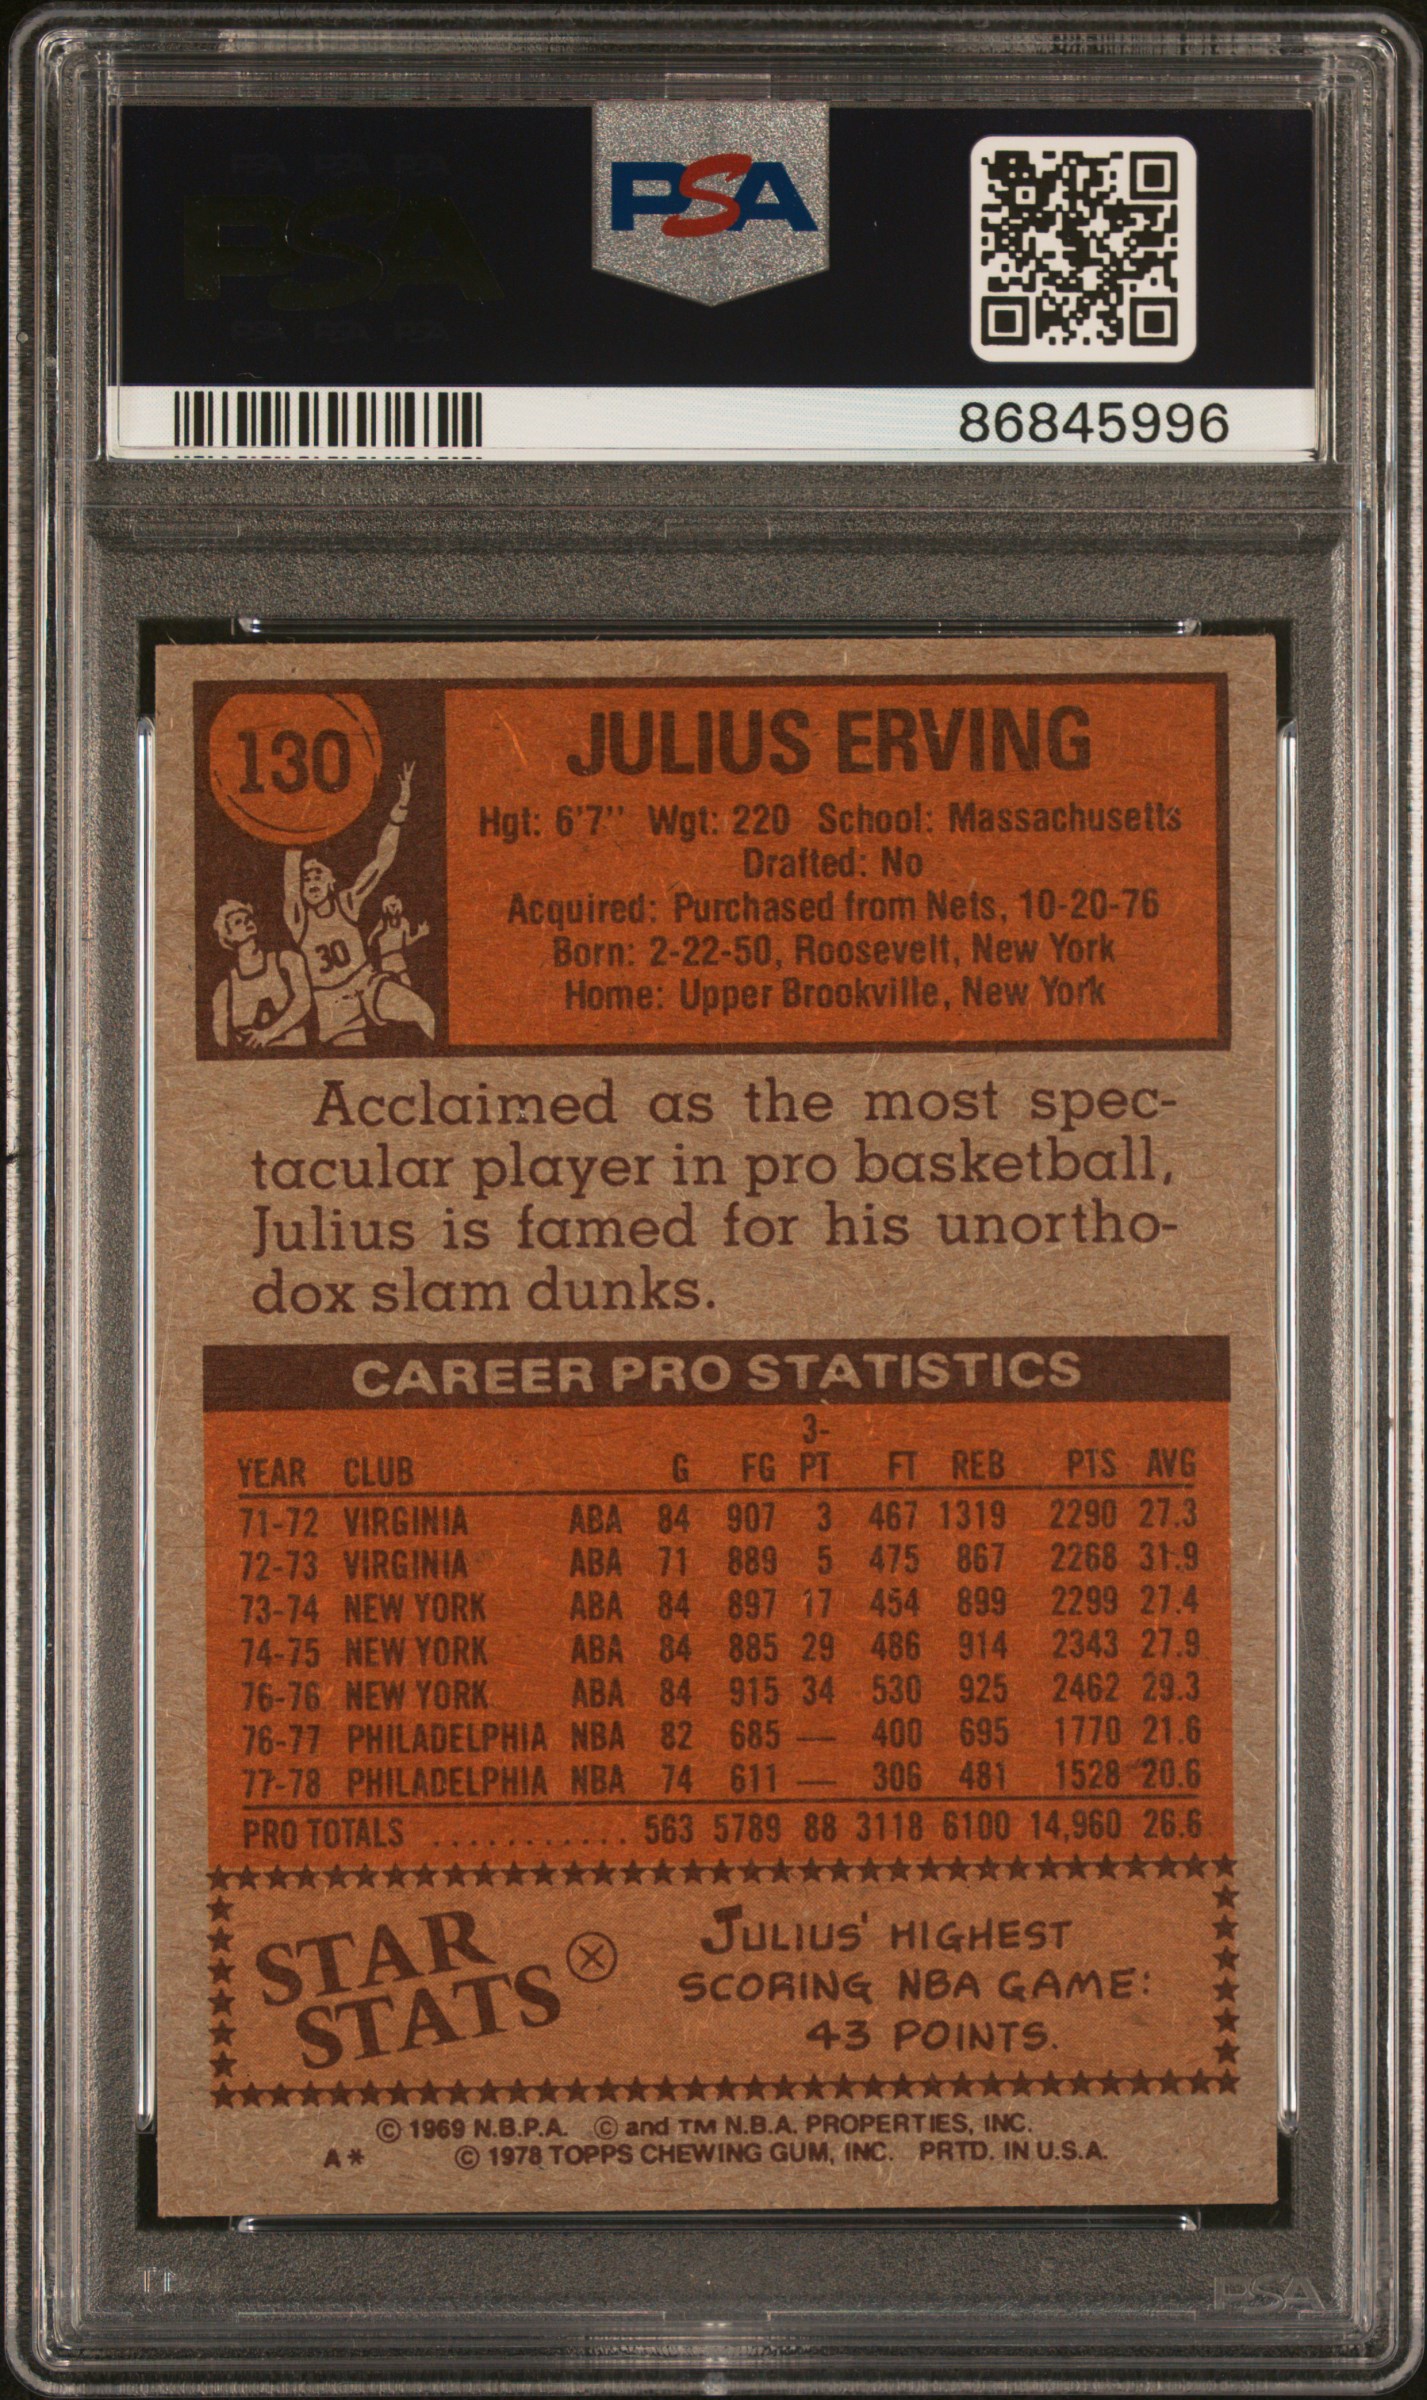 PSA PSA PSA
PSA
PSA PSA PSA
PSA
86845996
130
30
JULIUS ERVING
Hgt: 6'7" Wgt: 220 School: Massachusetts
Drafted: No
Acquired: Purchased from Nets, 10-20-76
Born: 2-22-50, Roosevelt, New York
Home: Upper Brookville, New York
Acclaimed as the most spec-
tacular player in pro basketball,
Julius is famed for his unortho-
dox slam dunks.
CAREER PRO STATISTICS
YEAR CLUB G FG 3-PT FT REB PTS AVG
71-72 VIRGINIA ABA 84 907 3 467 1319 2290 27.3
72-73 VIRGINIA ABA 71 889 5 475 867 2268 31.9
73-74 NEW YORK ABA 84 897 17 454 899 2299 27.4
74-75 NEW YORK ABA 84 885 29 486 914 2343 27.9
76-76 NEW YORK ABA 84 915 34 530 925 2462 29.3
76-77 PHILADELPHIA NBA 82 685 — 400 695 1770 21.6
77-78 PHILADELPHIA NBA 74 611 — 306 481 1528 20.6
PRO TOTALS ............ 563 5789 88 3118 6100 14,960 26.6
STAR
STATS
JULIUS' HIGHEST
SCORING NBA GAME:
43 POINTS.
© 1969 N.B.P.A. © and TM N.B.A. PROPERTIES, INC.
A* © 1978 TOPPS CHEWING GUM, INC. PRTD. IN U.S.A.
PSA